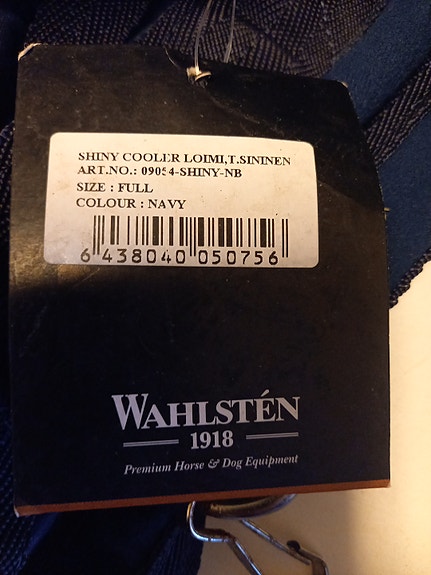 SHINY COOLER LOIMI,T.SININEN
ART.NO.: 09054-SHINY-NB
SIZE : FULL
COLOUR : NAVY
6 438040 050756
WAHLSTÉN
1918
Premium Horse & Dog Equipment